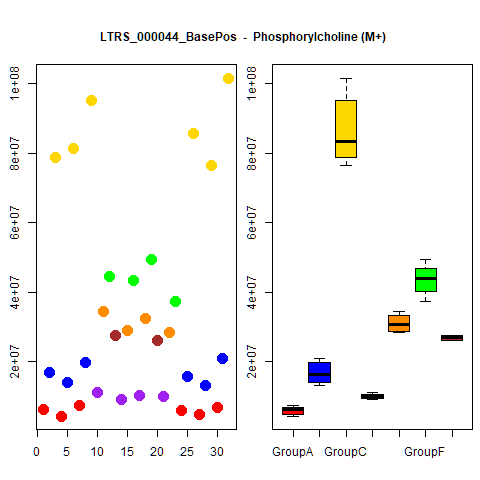 LTRS_000044_BasePos - Phosphorylcholine (M+)
1e+08
8e+07
6e+07
4e+07
2e+07
0 5 10 15 20 25 30
1e+08
8e+07
6e+07
4e+07
2e+07
GroupA GroupC GroupF